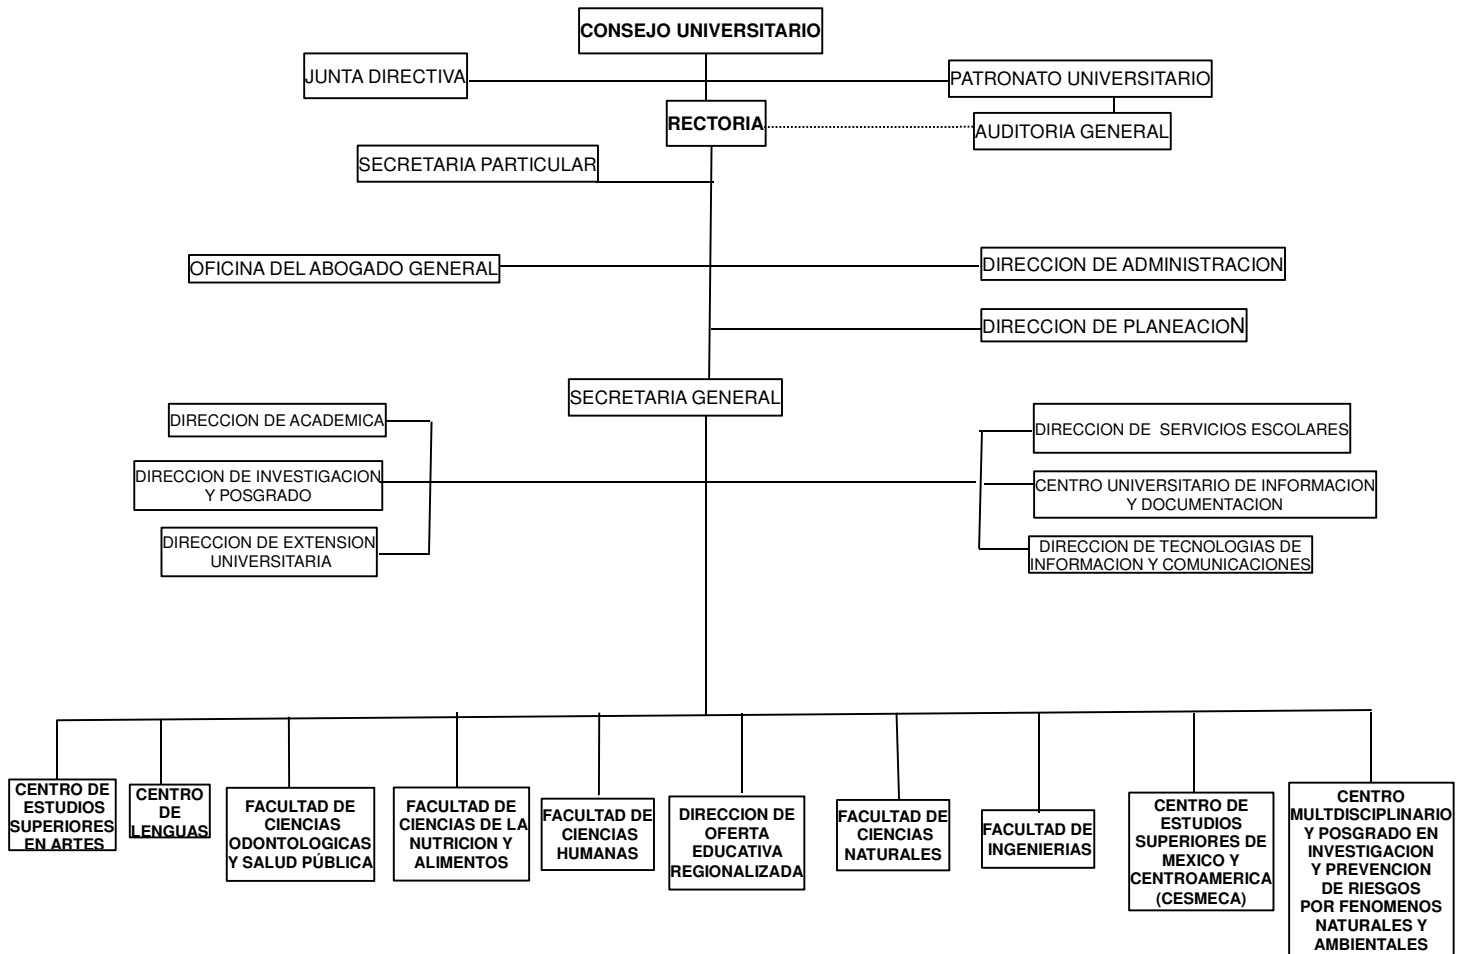 CONSEJO UNIVERSITARIO
JUNTA DIRECTIVA
PATRONATO UNIVERSITARIO
RECTORIA
AUDITORIA GENERAL
SECRETARIA PARTICULAR
OFICINA DEL ABOGADO GENERAL
DIRECCION DE ADMINISTRACION
DIRECCION DE PLANEACION
SECRETARIA GENERAL
DIRECCION DE ACADEMICA
DIRECCION DE INVESTIGACION
Y POSGRADO
DIRECCION DE EXTENSION
UNIVERSITARIA
DIRECCION DE SERVICIOS ESCOLARES
CENTRO UNIVERSITARIO DE INFORMACION
Y DOCUMENTACION
DIRECCION DE TECNOLOGIAS DE
INFORMACION Y COMUNICACIONES
CENTRO DE
ESTUDIOS
SUPERIORES
EN ARTES
CENTRO
DE
LENGUAS
FACULTAD DE
CIENCIAS
ODONTOLOGICAS
Y SALUD PÚBLICA
FACULTAD DE
CIENCIAS DE LA
NUTRICION Y
ALIMENTOS
FACULTAD DE
CIENCIAS
HUMANAS
DIRECCION DE
OFERTA
EDUCATIVA
REGIONALIZADA
FACULTAD DE
CIENCIAS
NATURALES
FACULTAD DE
INGENIERIAS
CENTRO DE
ESTUDIOS
SUPERIORES DE
MEXICO Y
CENTROAMERICA
(CESMECA)
CENTRO
MULTDISCIPLINARIO
Y POSGRADO EN
INVESTIGACION
Y PREVENCION
DE RIESGOS
POR FENOMENOS
NATURALES Y
AMBIENTALES